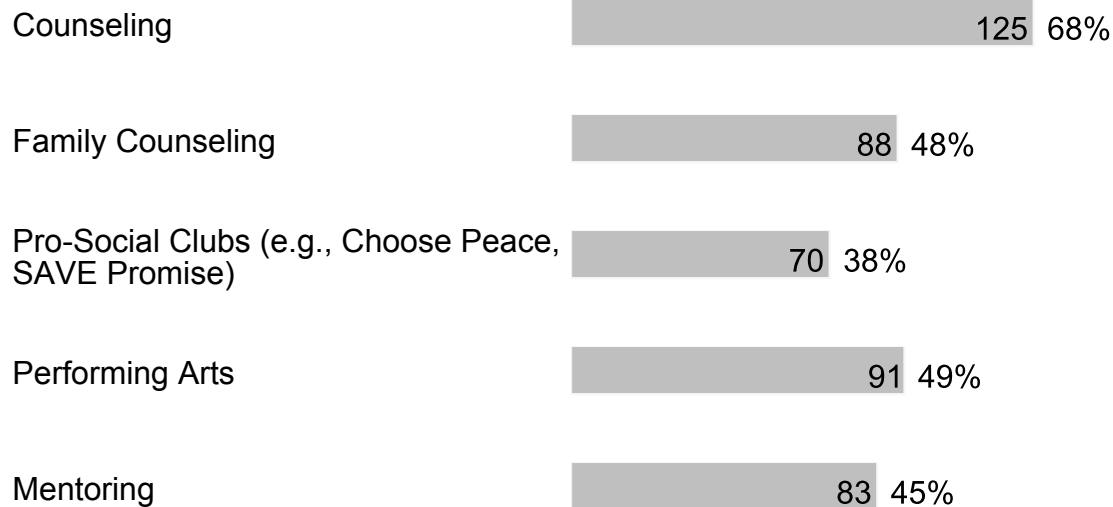 Counseling 125 68%
Family Counseling 88 48%
Pro-Social Clubs (e.g., Choose Peace,
SAVE Promise) 70 38%
Performing Arts 91 49%
Mentoring 83 45%